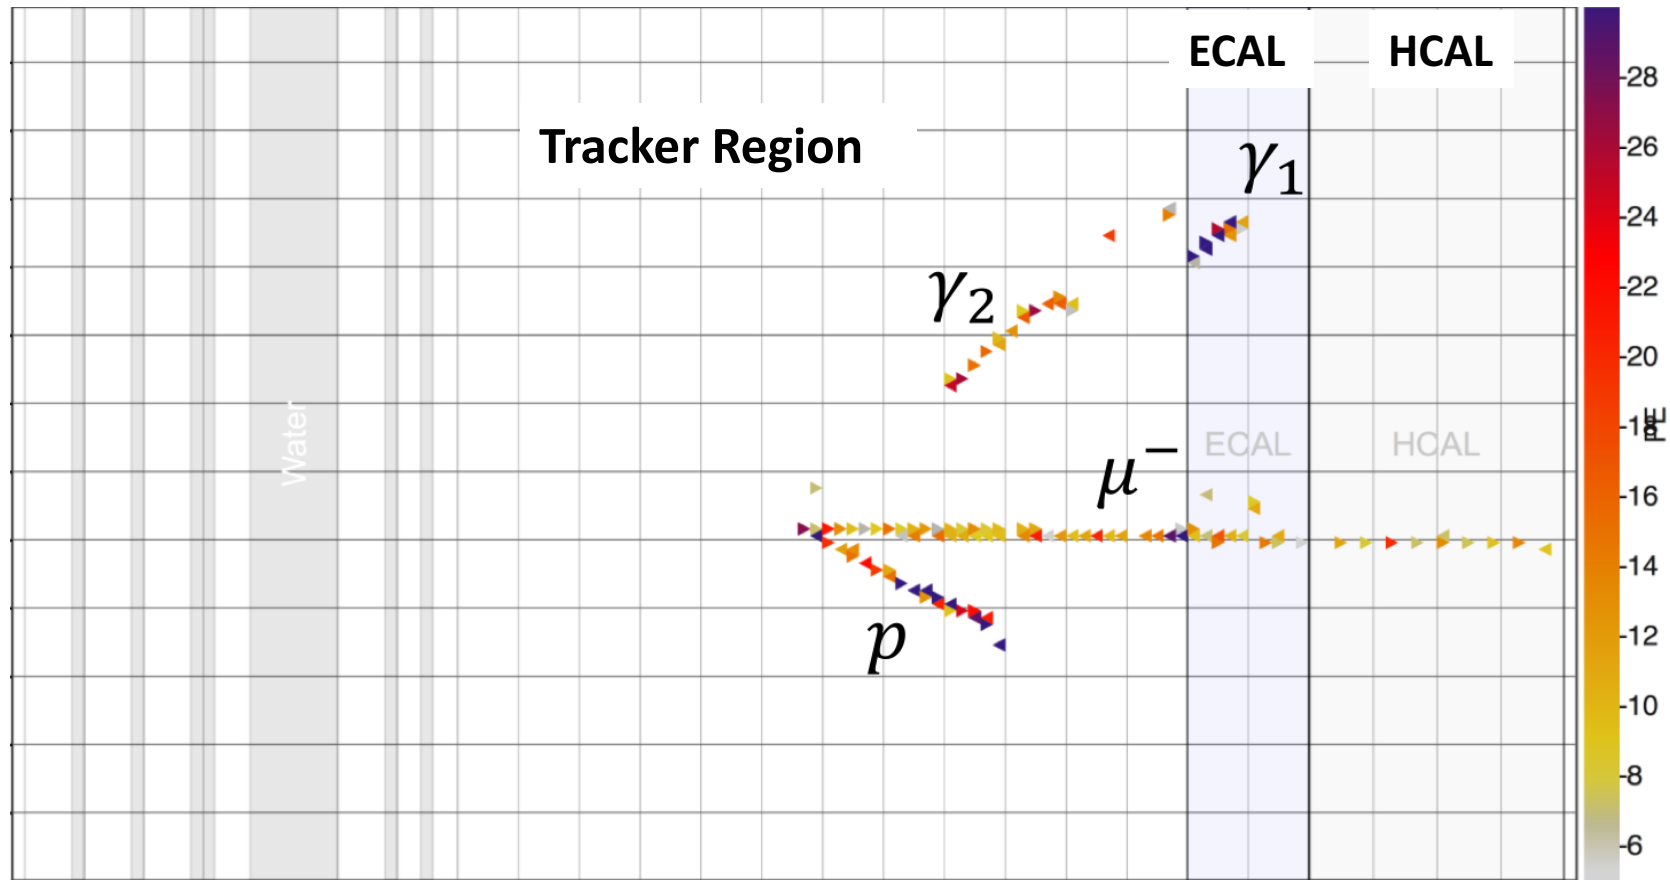 ECAL HCAL
Tracker Region
γ₁
γ₂
Water
μ⁻
ECAL HCAL
p
28
26
24
22
20
18
16
14
12
10
8
6
PE